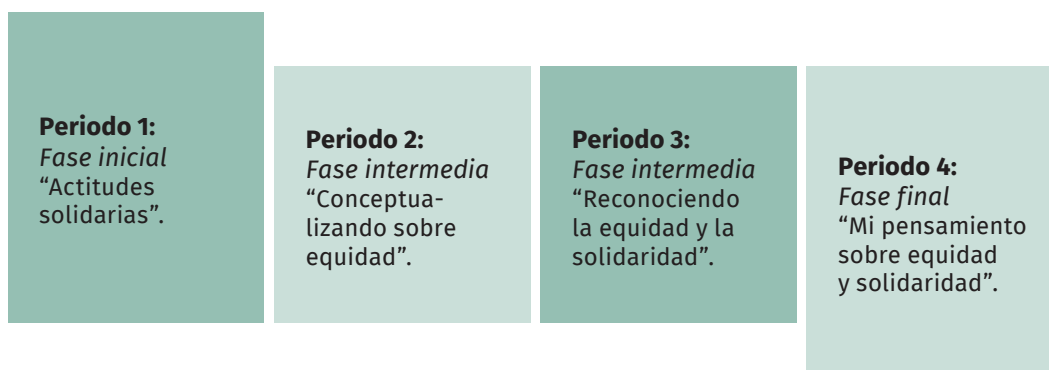 Periodo 1:
Fase inicial
“Actitudes
solidarias”.
Periodo 2:
Fase intermedia
“Conceptua-
lizando sobre
equidad”.
Periodo 3:
Fase intermedia
“Reconociendo
la equidad y la
solidaridad”.
Periodo 4:
Fase final
“Mi pensamiento
sobre equidad
y solidaridad”.